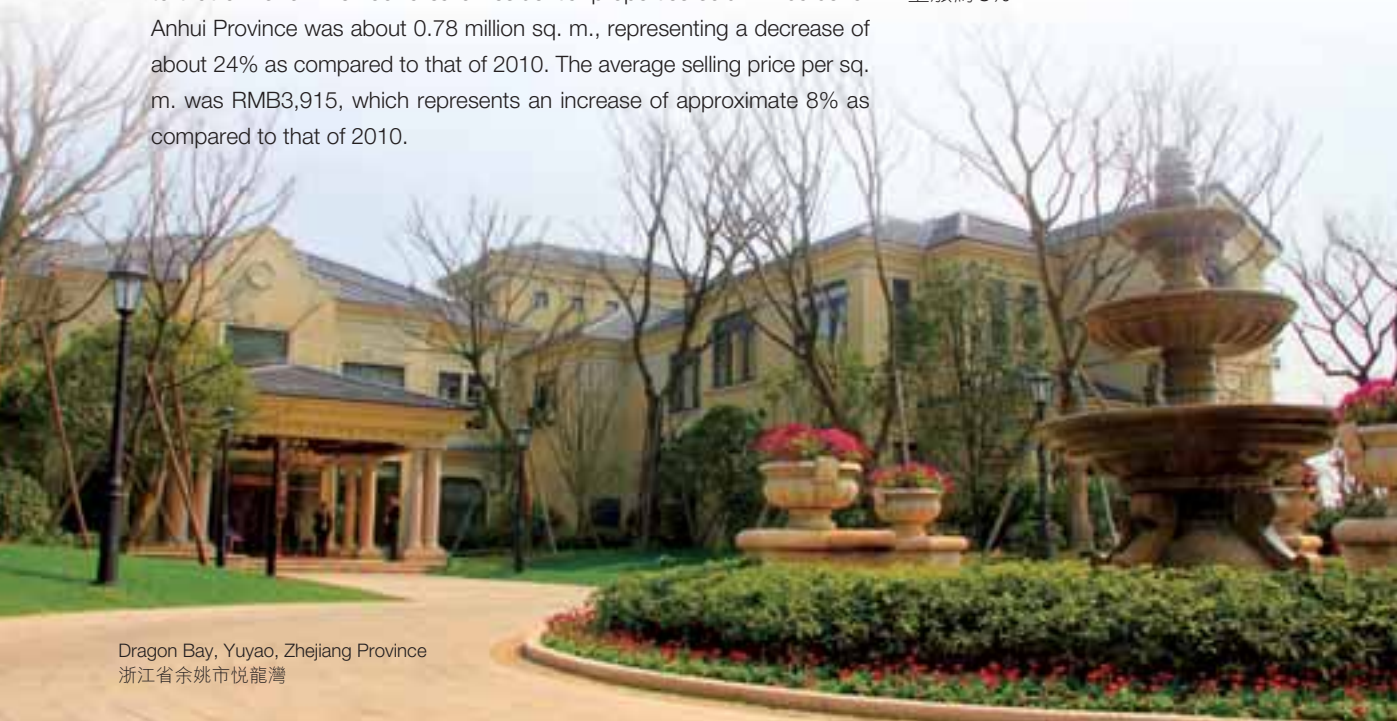 Anhui Province was about 0.78 million sq. m., representing a decrease of
about 24% as compared to that of 2010. The average selling price per sq.
m. was RMB3,915, which represents an increase of approximate 8% as
compared to that of 2010.
Dragon Bay, Yuyao, Zhejiang Province
浙江省余姚市悦龍灣